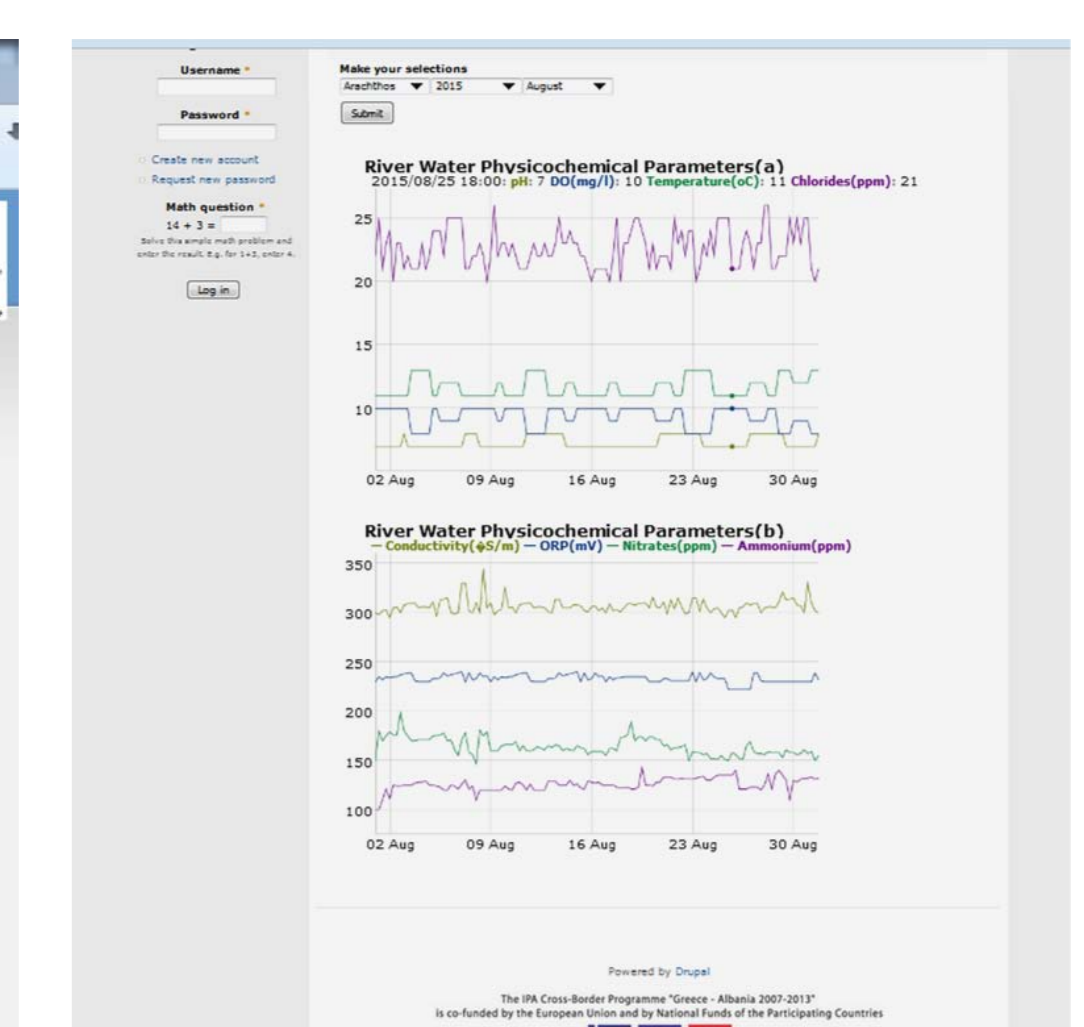 Username *
Password *
Create new account
Request new password
Math question *
14 + 3 =
Solve this simple math problem and
enter the result. E.g. for 1+3, enter 4.
Log in
Make your selections
Arachthos 2015 August
Submit
River Water Physicochemical Parameters(a)
2015/08/25 18:00: pH: 7 DO(mg/l): 10 Temperature(oC): 11 Chlorides(ppm): 21
25
20
15
10
02 Aug 09 Aug 16 Aug 23 Aug 30 Aug
River Water Physicochemical Parameters(b)
Conductivity(�S/m) — ORP(mV) — Nitrates(ppm) — Ammonium(ppm)
350
300
250
200
150
100
02 Aug 09 Aug 16 Aug 23 Aug 30 Aug
Powered by Drupal
The IPA Cross-Border Programme "Greece - Albania 2007-2013"
is co-funded by the European Union and by National Funds of the Participating Countries